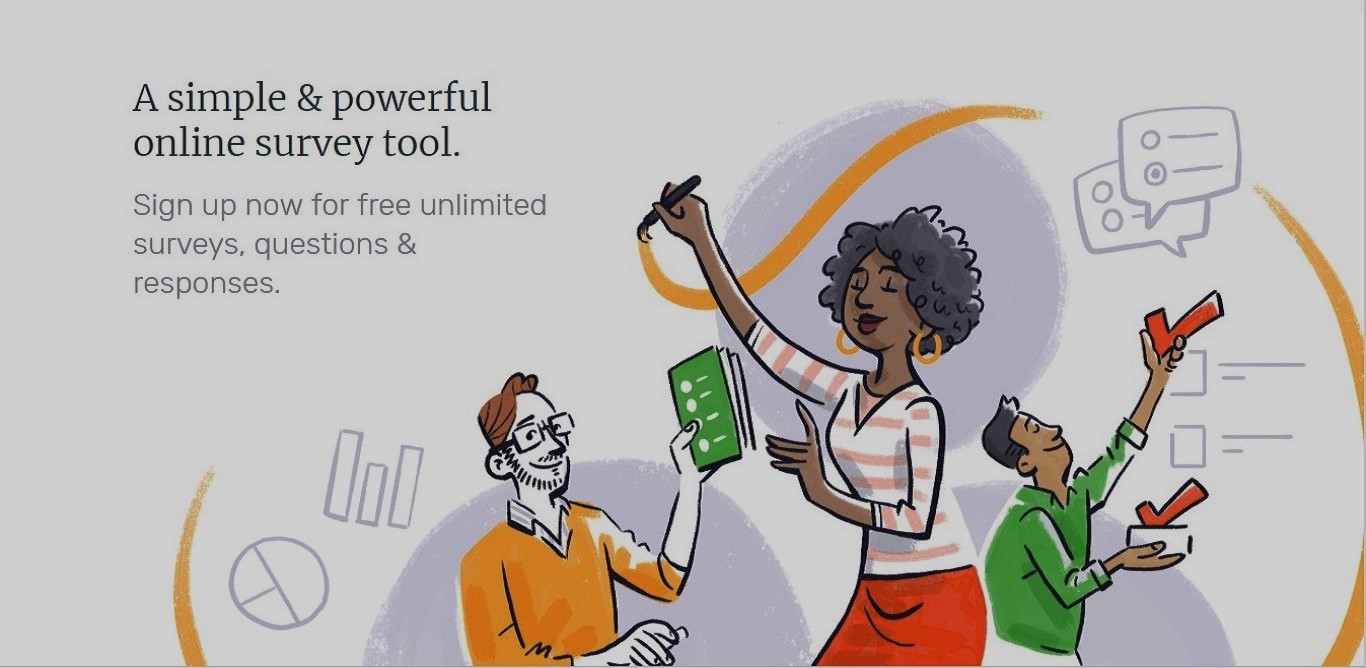 A simple & powerful
online survey tool.
Sign up now for free unlimited
surveys, questions &
responses.